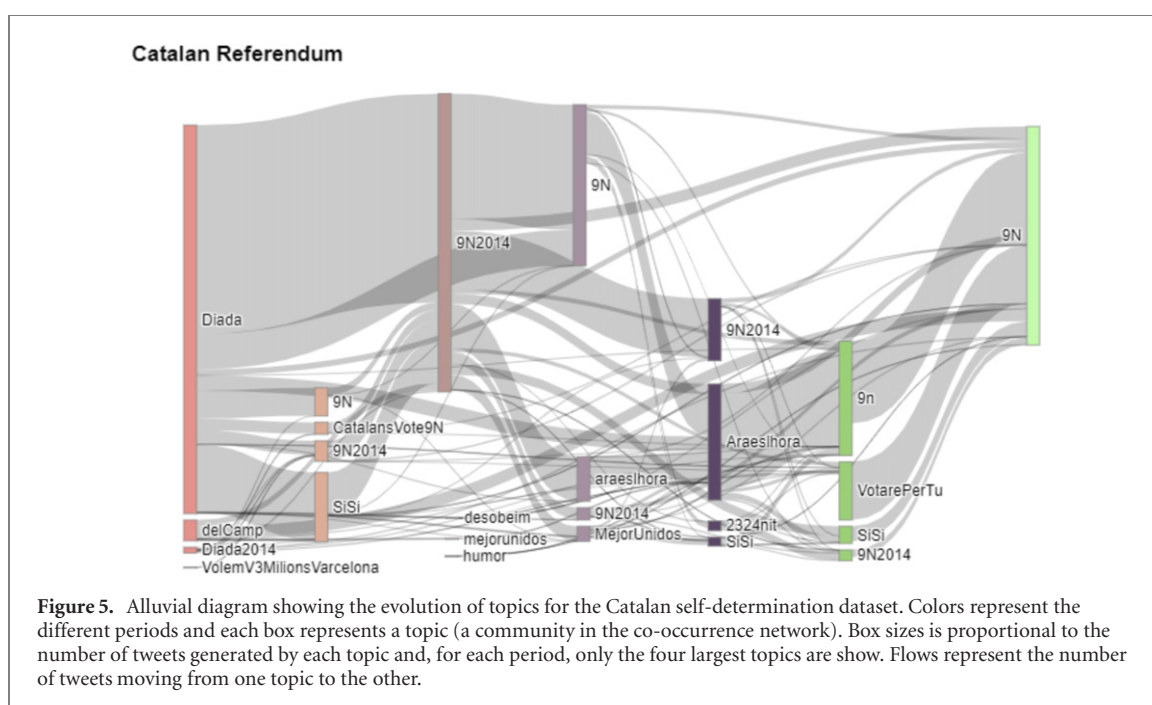 Catalan Referendum
9N
9N2014
9N
Diada
9N2014
9N
CatalansVote9N
9N2014
9n
Araeslhora
araeslhora
VotarePerTu
SiSi
desobeim
9N2014
delCamp
2324nit
SiSi
mejorunidos
MejorUnidos
SiSi
Diada2014
humor
9N2014
VolemV3MilionsVarcelona
Figure 5. Alluvial diagram showing the evolution of topics for the Catalan self-determination dataset. Colors represent the
different periods and each box represents a topic (a community in the co-occurrence network). Box sizes is proportional to the
number of tweets generated by each topic and, for each period, only the four largest topics are show. Flows represent the number
of tweets moving from one topic to the other.